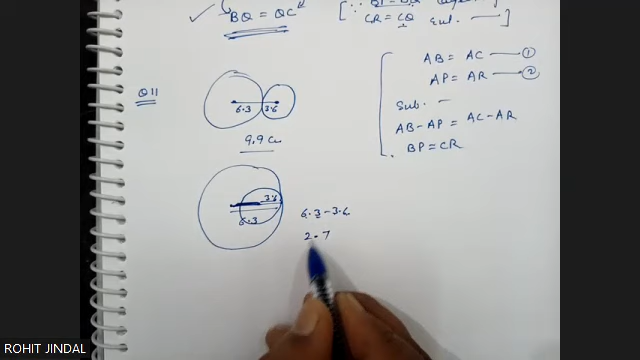 BQ = QC
CR = CQ
AB = AC —— ①
AP = AR —— ②
Sub. —
AB - AP = AC - AR
BP = CR
Q11
6.3 3.6
9.9 Cm
3.6
6.3
6.3 - 3.6
2.7
ROHIT JINDAL